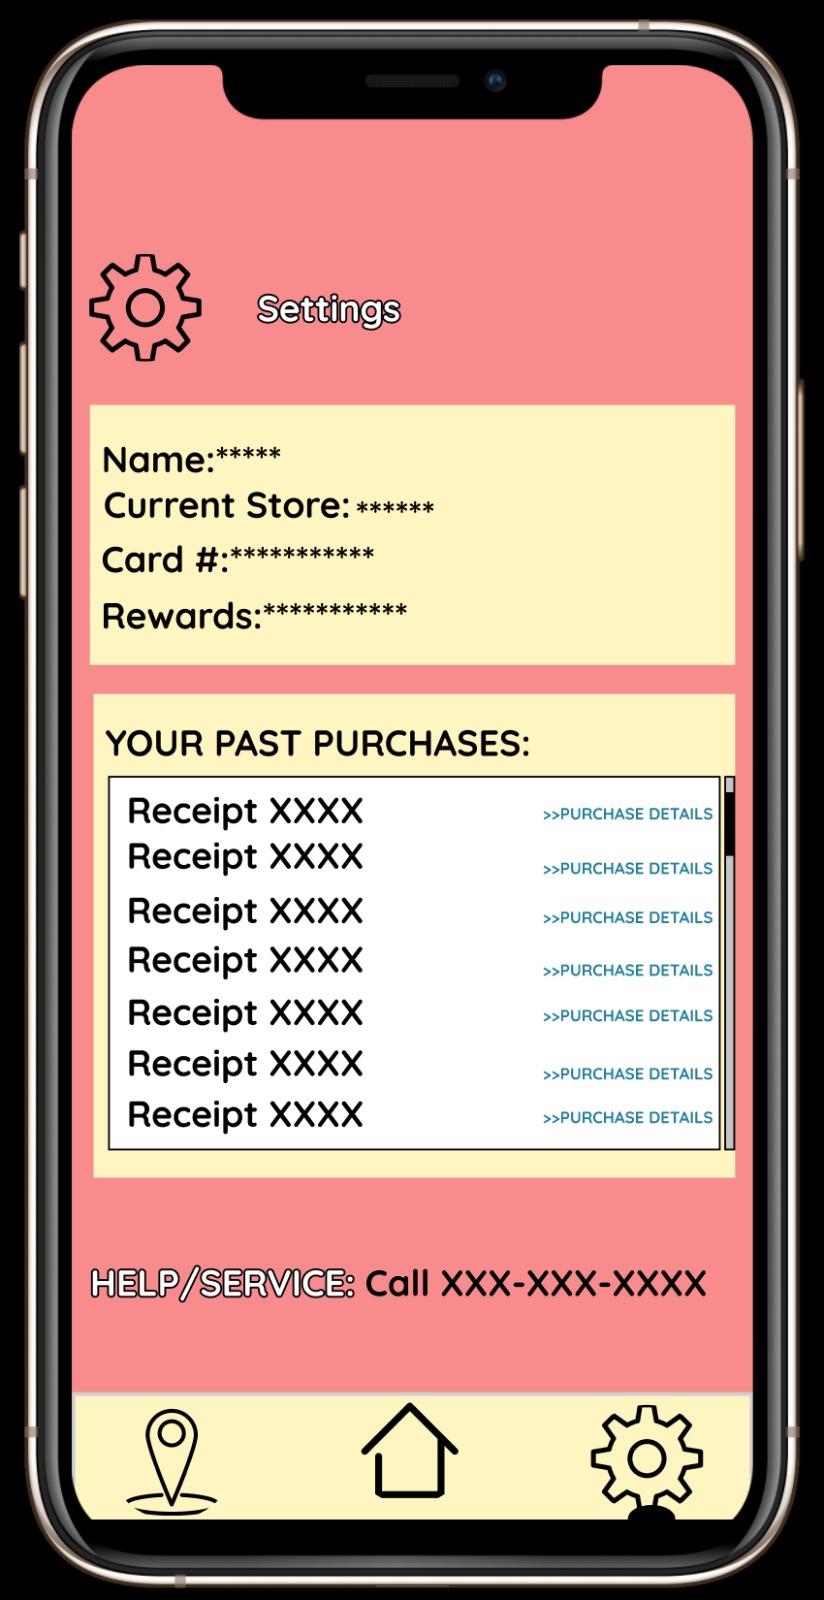 Settings
Name:*****
Current Store: ******
Card #:***********
Rewards:***********
YOUR PAST PURCHASES:
Receipt XXXX >>PURCHASE DETAILS
Receipt XXXX >>PURCHASE DETAILS
Receipt XXXX >>PURCHASE DETAILS
Receipt XXXX >>PURCHASE DETAILS
Receipt XXXX >>PURCHASE DETAILS
Receipt XXXX >>PURCHASE DETAILS
Receipt XXXX >>PURCHASE DETAILS
HELP/SERVICE: Call XXX-XXX-XXXX